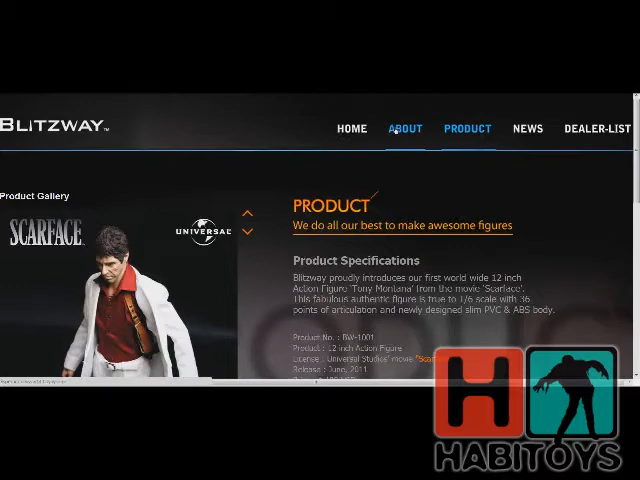 BLITZWAY™
HOME ABOUT PRODUCT NEWS DEALER-LIST
Product Gallery
SCARFACE
UNIVERSAL
PRODUCT
We do all our best to make awesome figures
Product Specifications
Blitzway proudly introduces our first world wide 12 inch
Action Figure 'Tony Montana' from the movie 'Scarface'.
This fabulous authentic figure is true to 1/6 scale with 36
points of articulation and newly designed slim PVC & ABS body.
Product No. : BW-1001
Product : 12 inch Action Figure
License : Universal Studios' movie "Scar
Release : June, 2011
H
HABITOYS